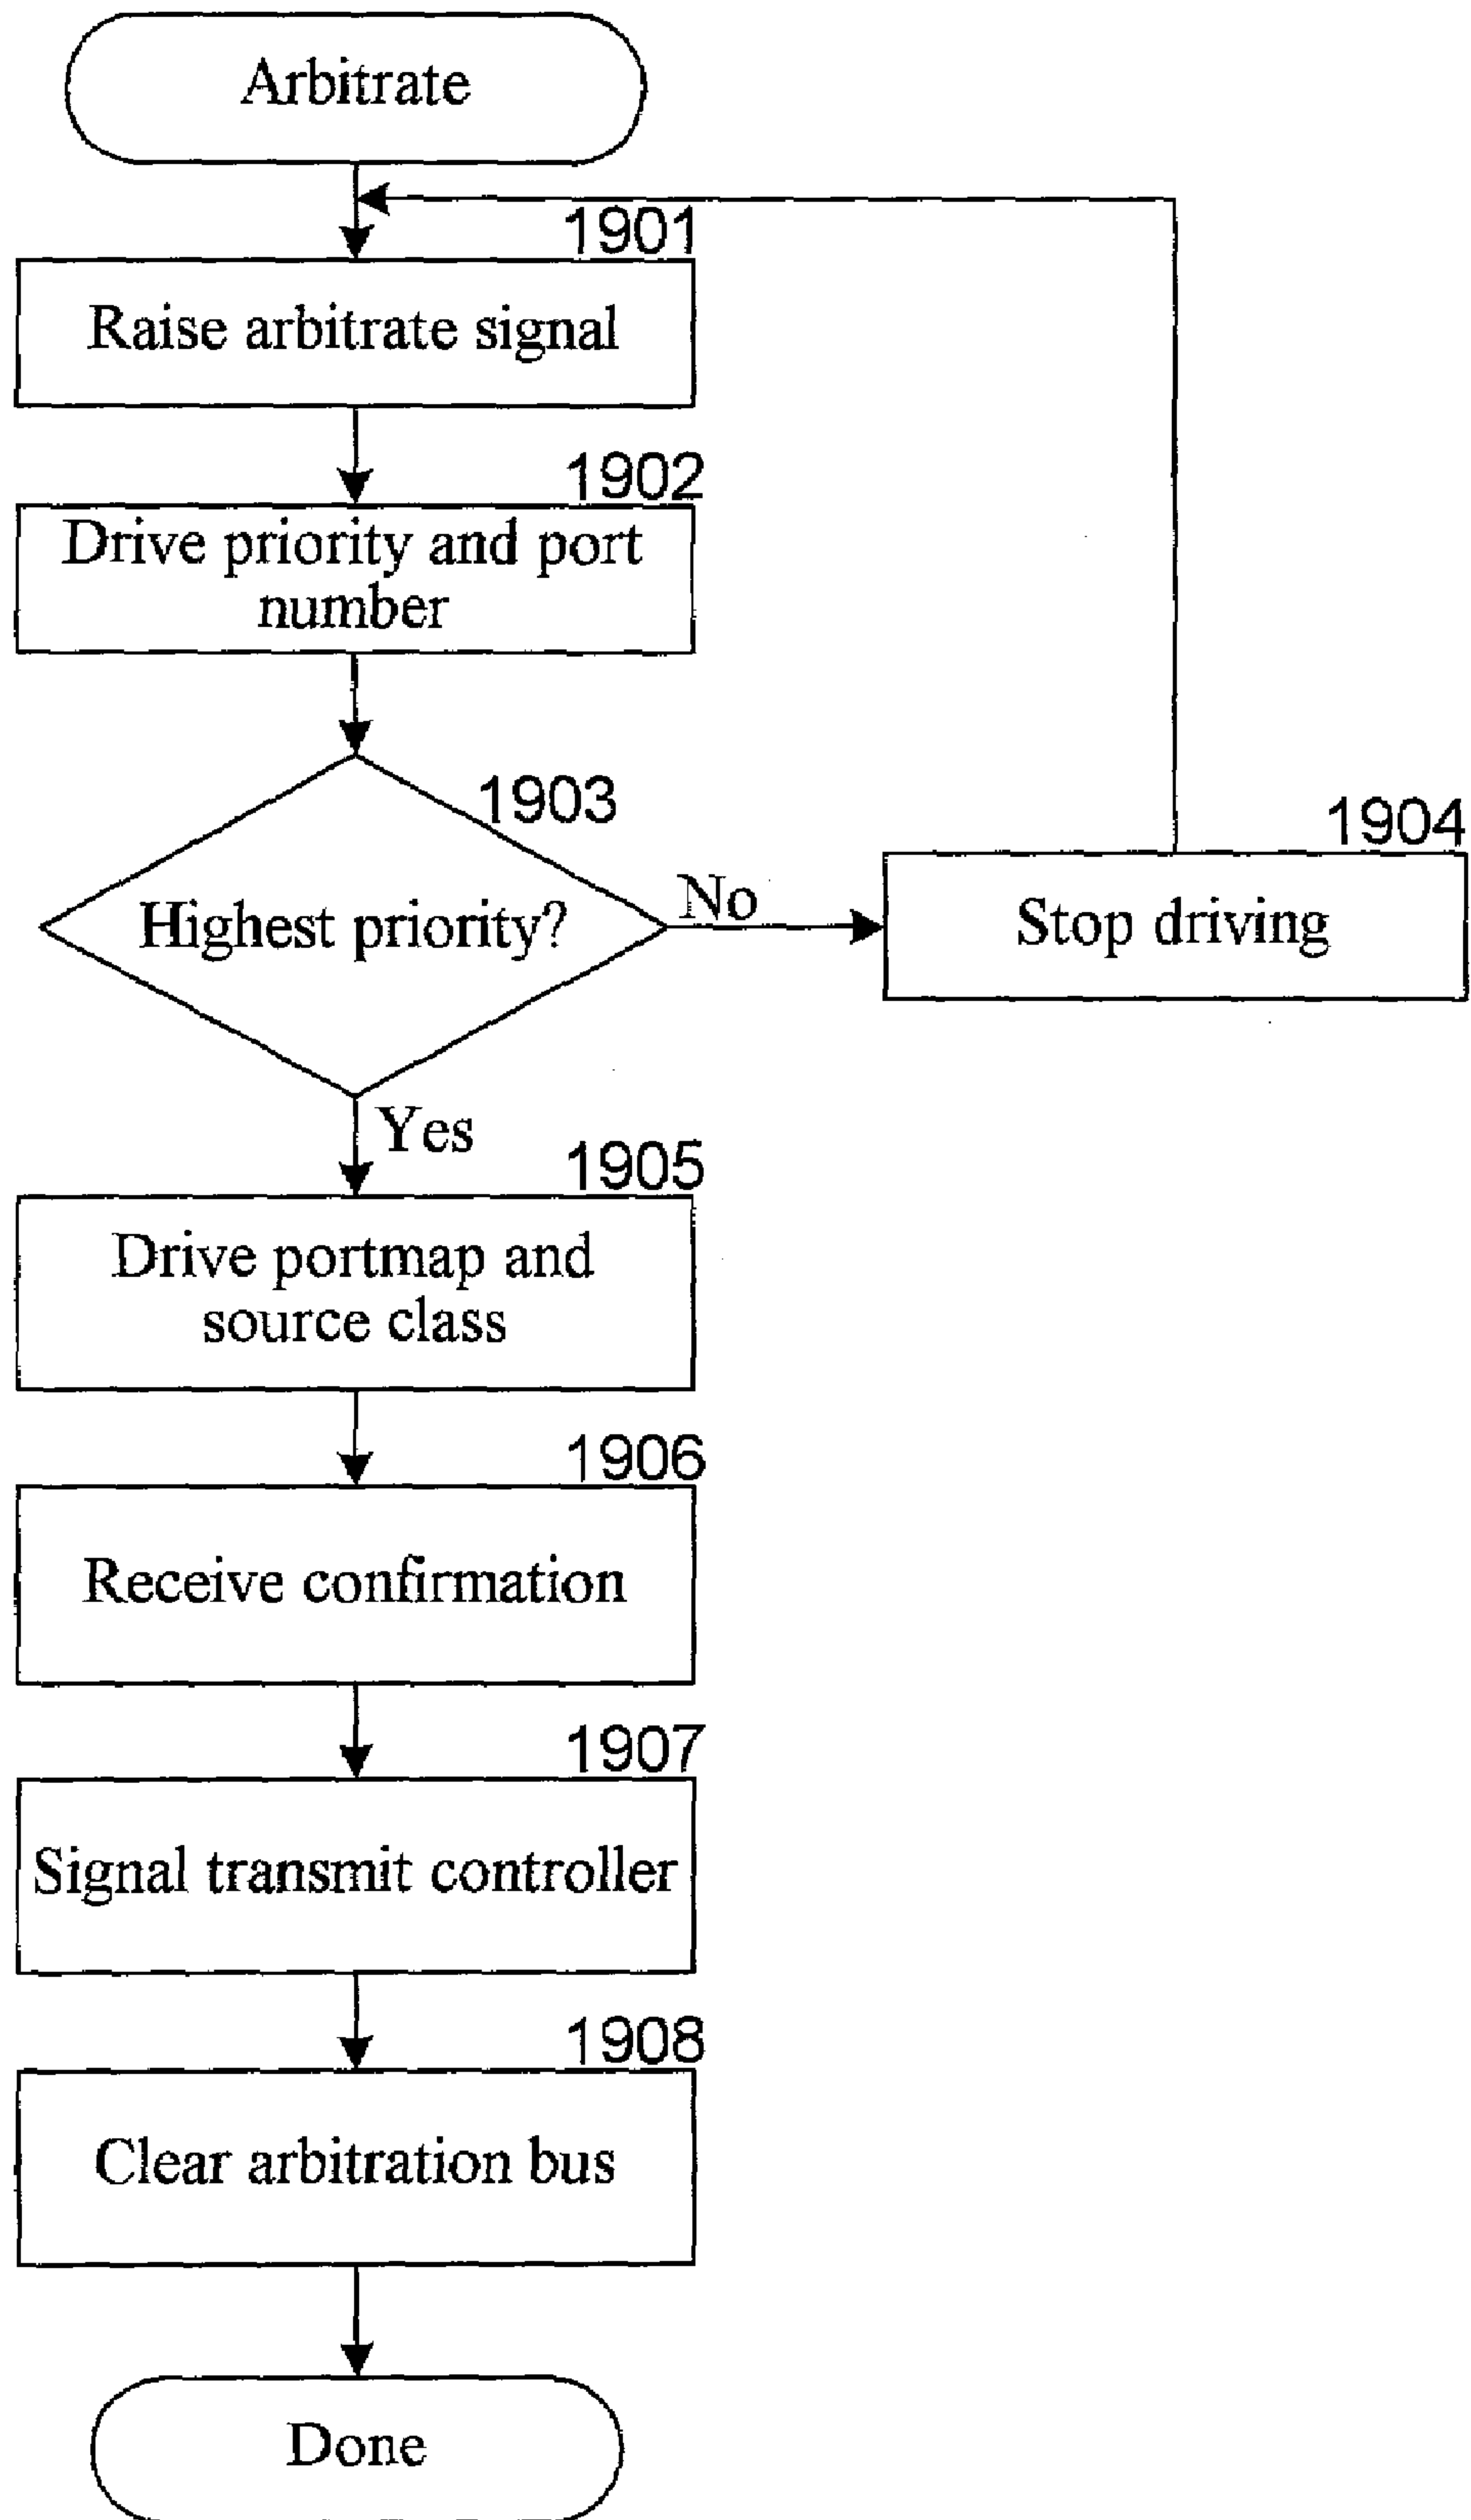 Arbitrate
1901
Raise arbitrate signal
1902
Drive priority and port
number
1903
Highest priority?
No
1904
Stop driving
Yes
1905
Drive portmap and
source class
1906
Receive confirmation
1907
Signal transmit controller
1908
Clear arbitration bus
Done